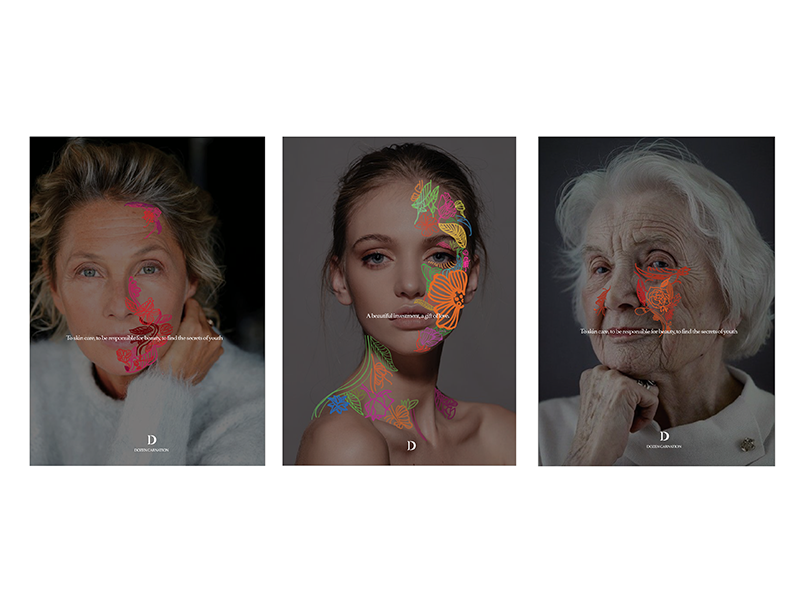 To skin care, to be responsible for beauty, to find the secrets of youth
D
DOZEN CARNATION
A beautiful investment, a gift of love.
D
To skin care, to be responsible for beauty, to find the secrets of youth
D
DOZEN CARNATION